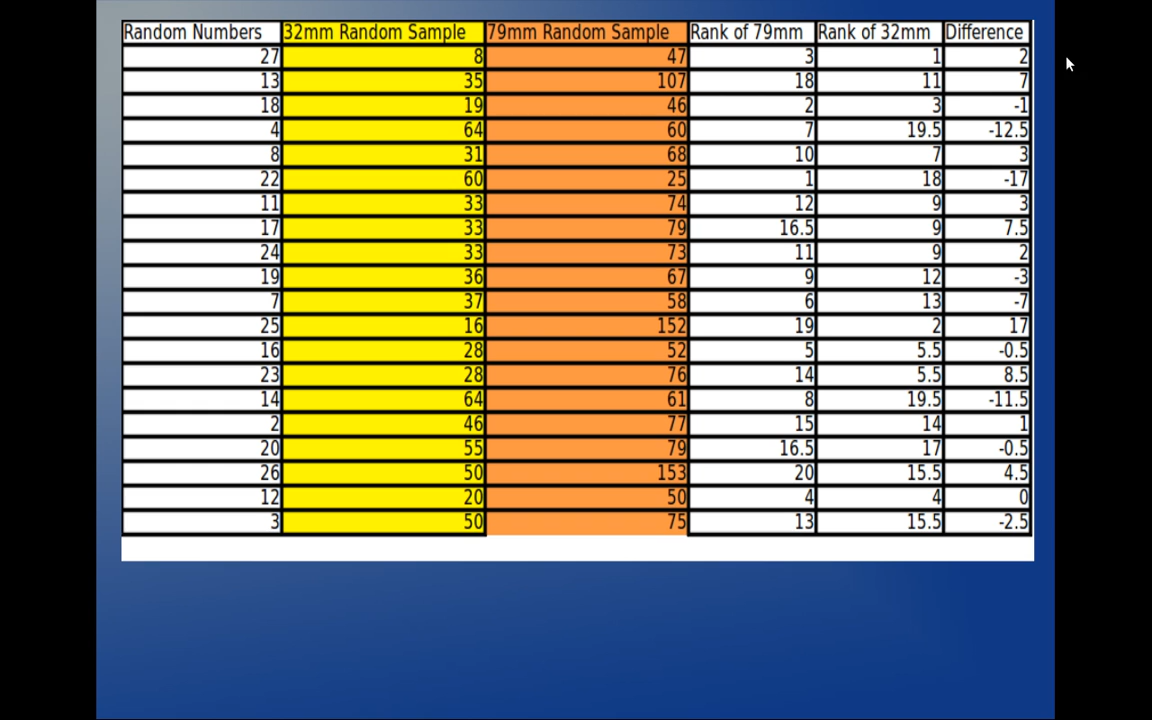 Random Numbers 32mm Random Sample 79mm Random Sample Rank of 79mm Rank of 32mm Difference
27 8 47 3 1 2
13 35 107 18 11 7
18 19 46 2 3 -1
4 64 60 7 19.5 -12.5
8 31 68 10 7 3
22 60 25 1 18 -17
11 33 74 12 9 3
17 33 79 16.5 9 7.5
24 33 73 11 9 2
19 36 67 9 12 -3
7 37 58 6 13 -7
25 16 152 19 2 17
16 28 52 5 5.5 -0.5
23 28 76 14 5.5 8.5
14 64 61 8 19.5 -11.5
2 46 77 15 14 1
20 55 79 16.5 17 -0.5
26 50 153 20 15.5 4.5
12 20 50 4 4 0
3 50 75 13 15.5 -2.5